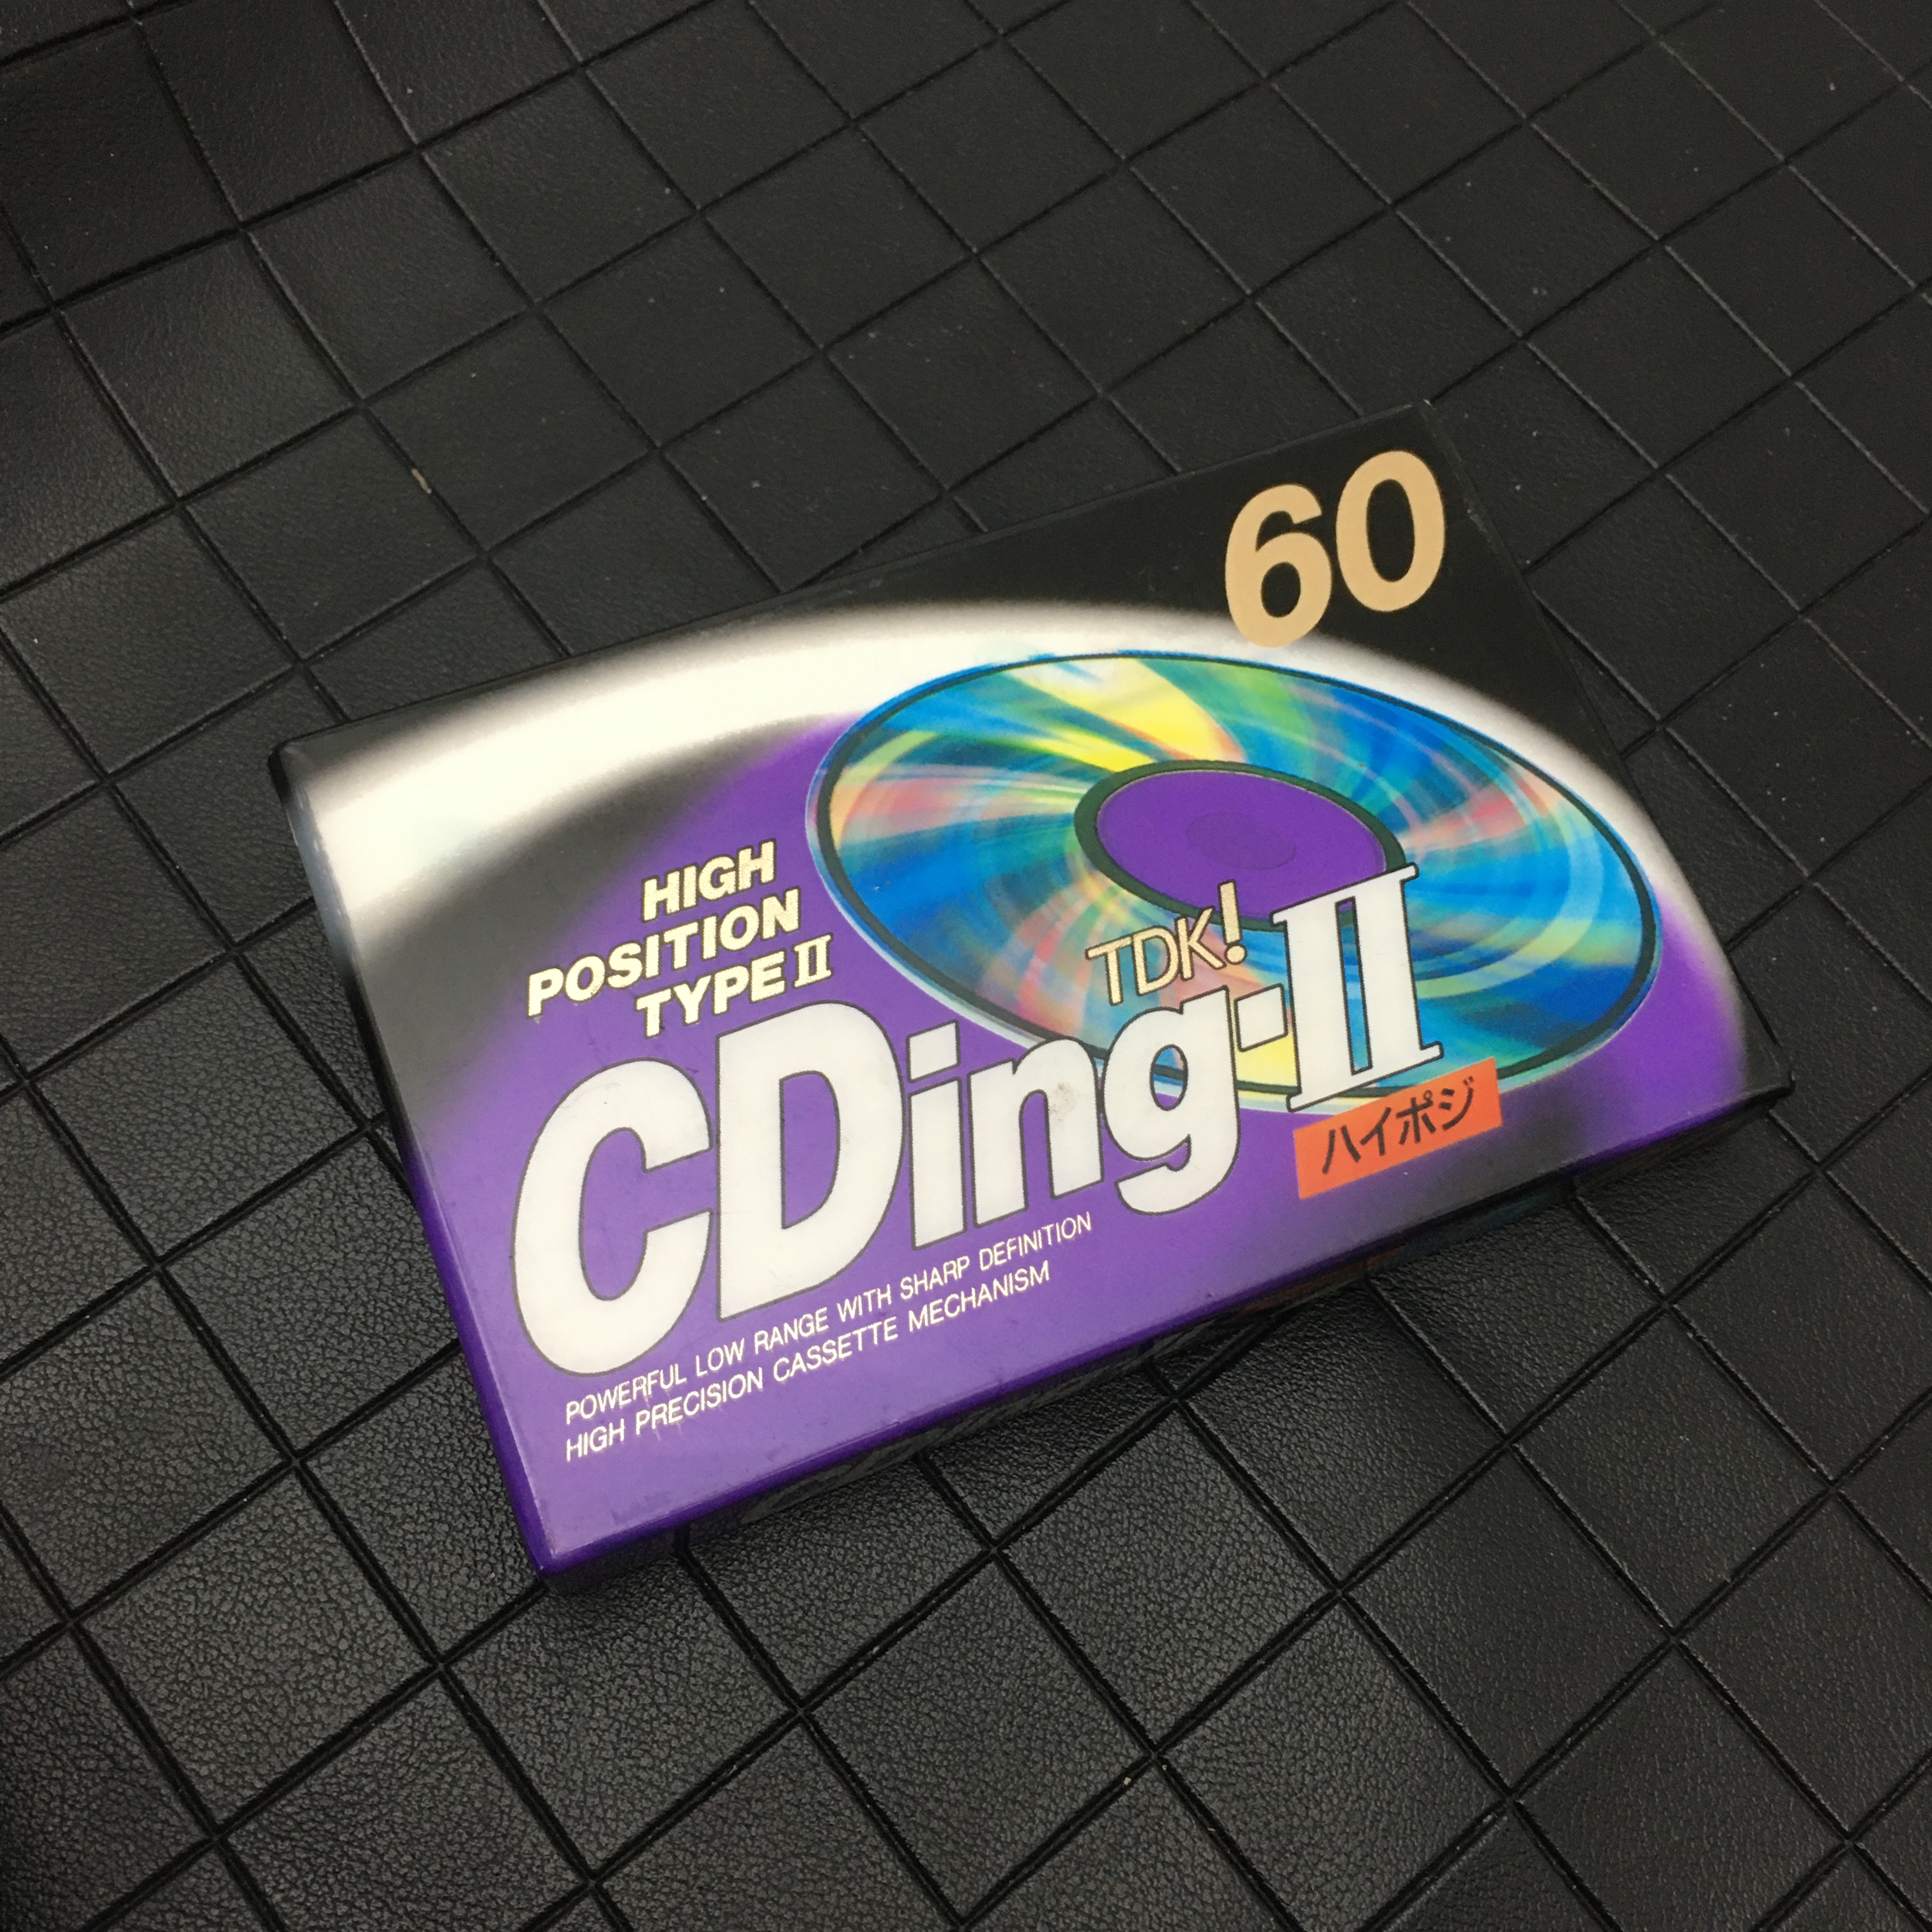 60
HIGH
POSITION
TYPE II
TDK!
CDing-II
ハイポジ
POWERFUL LOW RANGE WITH SHARP DEFINITION
HIGH PRECISION CASSETTE MECHANISM